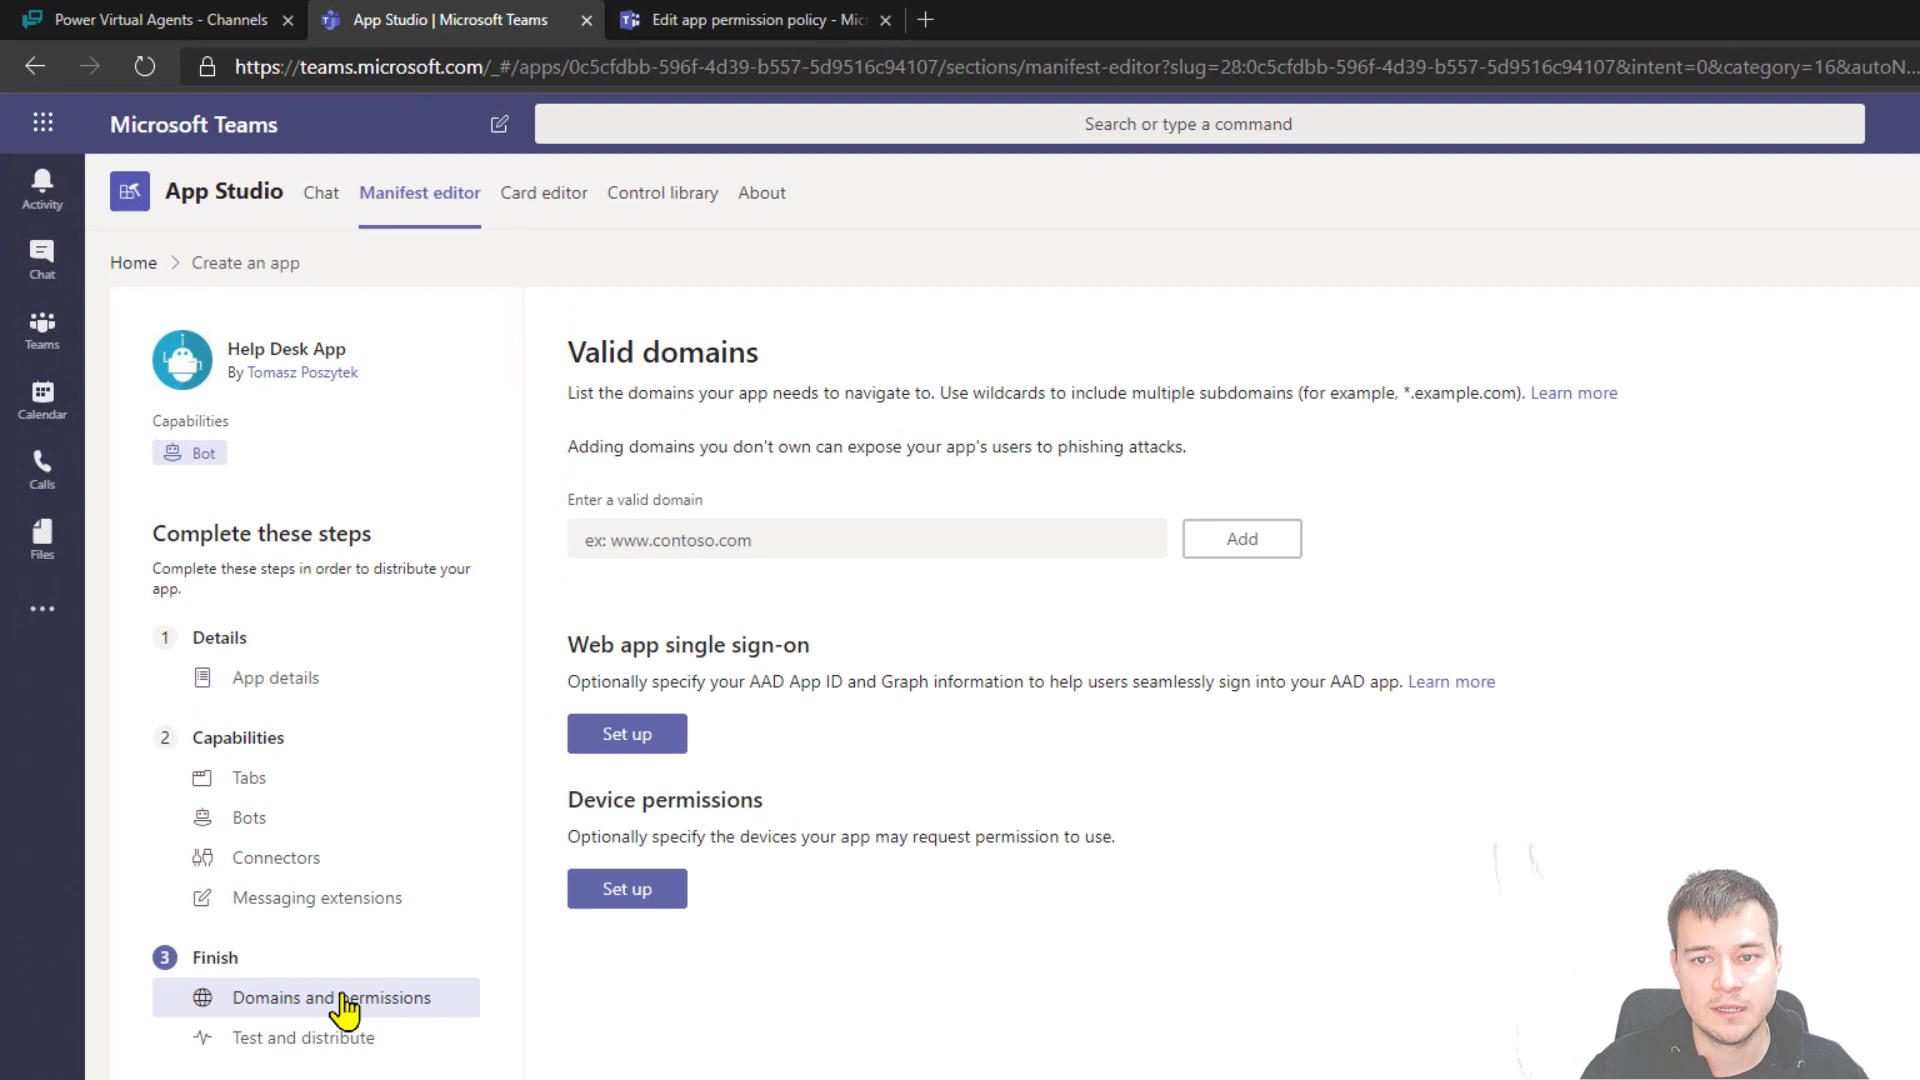 Power Virtual Agents - Channels
App Studio | Microsoft Teams
Edit app permission policy - Mic
https://teams.microsoft.com/_#/apps/0c5cfdbb-596f-4d39-b557-5d9516c94107/sections/manifest-editor?slug=28:0c5cfdbb-596f-4d39-b557-5d9516c94107&intent=0&category=16&autoN...
Microsoft Teams
Search or type a command
Activity
Chat
Teams
Calendar
Calls
Files
App Studio
Chat
Manifest editor
Card editor
Control library
About
Home > Create an app
Help Desk App
By Tomasz Poszytek
Capabilities
Bot
Complete these steps
Complete these steps in order to distribute your
app.
1 Details
App details
2 Capabilities
Tabs
Bots
Connectors
Messaging extensions
3 Finish
Domains and permissions
Test and distribute
Valid domains
List the domains your app needs to navigate to. Use wildcards to include multiple subdomains (for example, *.example.com). Learn more
Adding domains you don't own can expose your app's users to phishing attacks.
Enter a valid domain
ex: www.contoso.com
Add
Web app single sign-on
Optionally specify your AAD App ID and Graph information to help users seamlessly sign into your AAD app. Learn more
Set up
Device permissions
Optionally specify the devices your app may request permission to use.
Set up